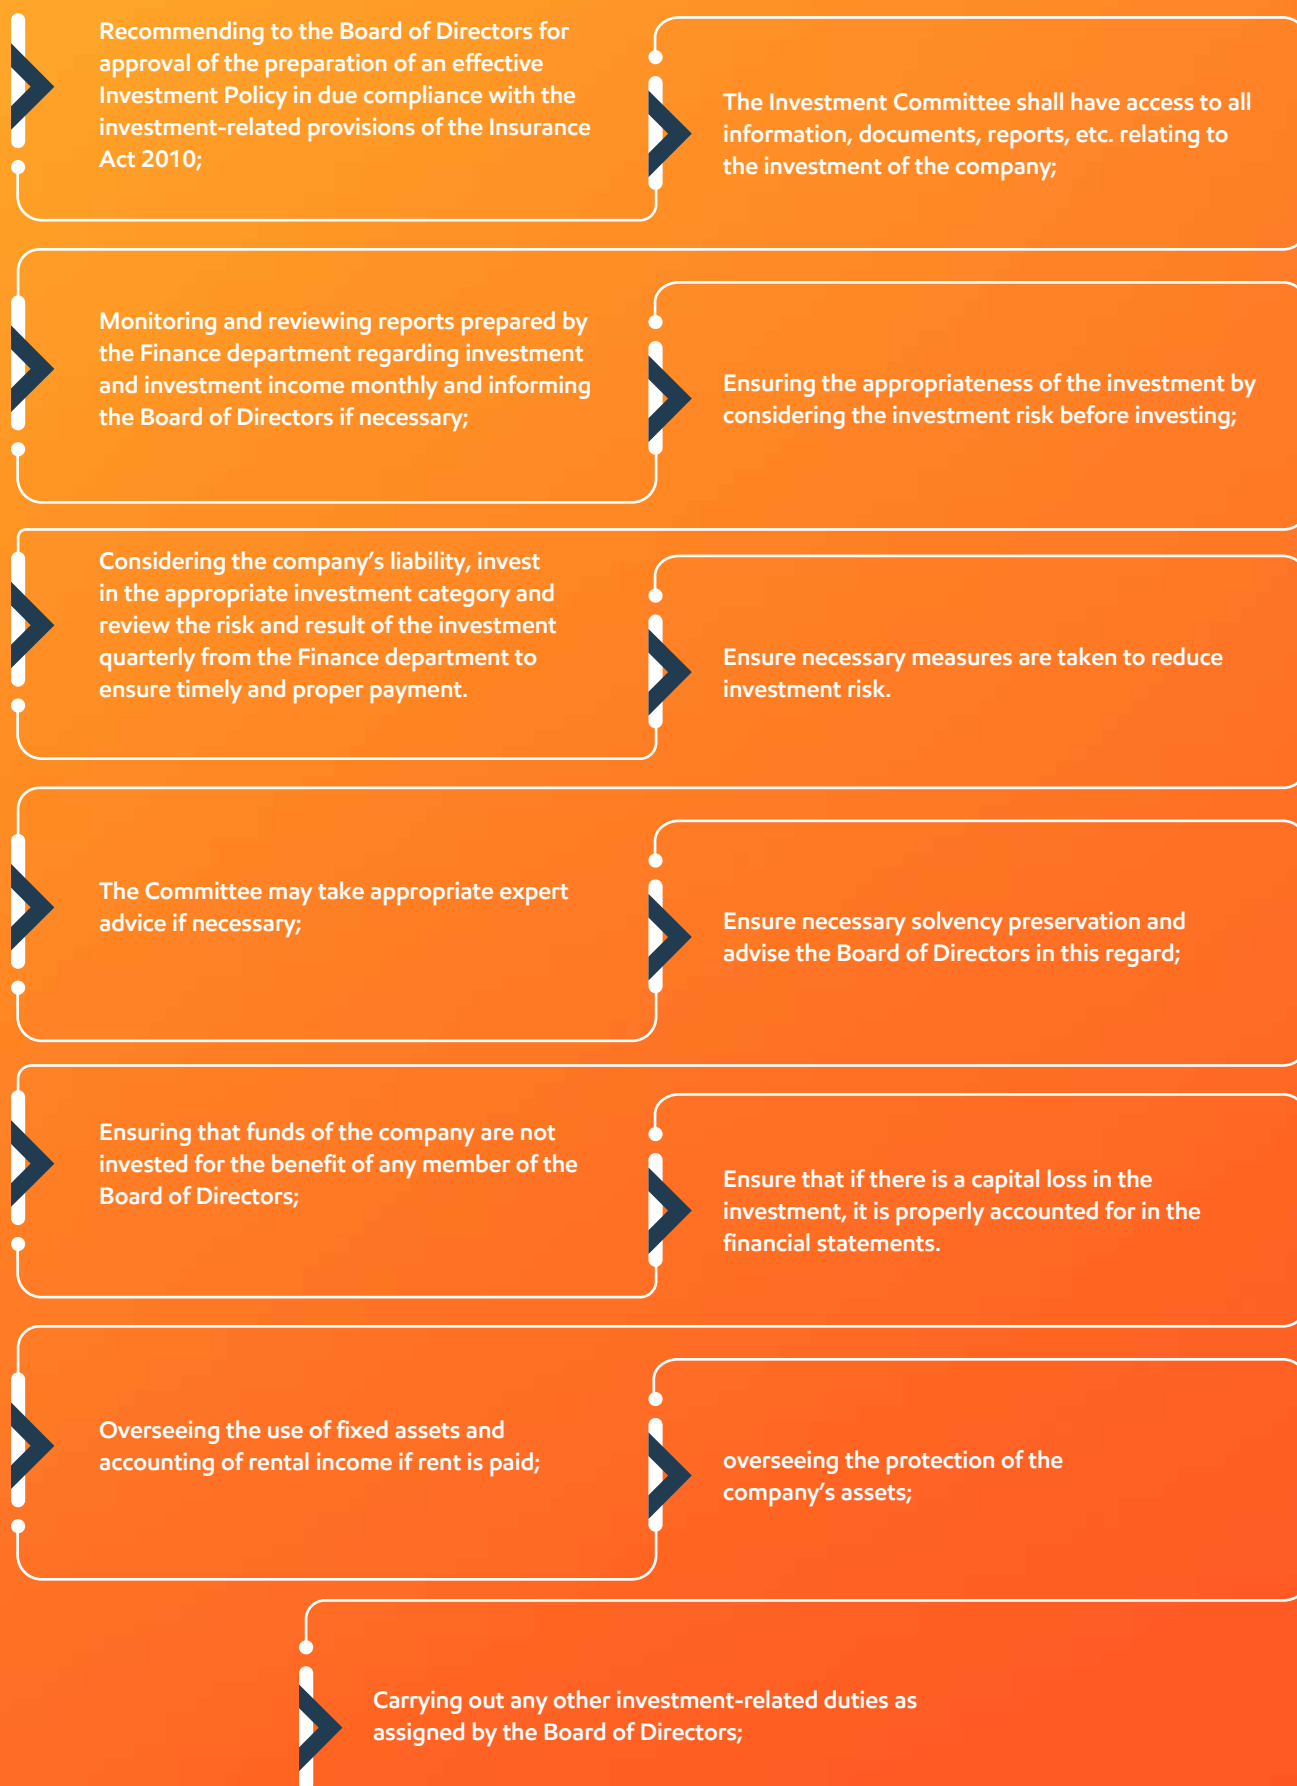 Recommending to the Board of Directors for
approval of the preparation of an effective
Investment Policy in due compliance with the
investment-related provisions of the Insurance
Act 2010;
The Investment Committee shall have access to all
information, documents, reports, etc. relating to
the investment of the company;
Monitoring and reviewing reports prepared by
the Finance department regarding investment
and investment income monthly and informing
the Board of Directors if necessary;
Ensuring the appropriateness of the investment by
considering the investment risk before investing;
Considering the company's liability, invest
in the appropriate investment category and
review the risk and result of the investment
quarterly from the Finance department to
ensure timely and proper payment.
Ensure necessary measures are taken to reduce
investment risk.
The Committee may take appropriate expert
advice if necessary;
Ensure necessary solvency preservation and
advise the Board of Directors in this regard;
Ensuring that funds of the company are not
invested for the benefit of any member of the
Board of Directors;
Ensure that if there is a capital loss in the
investment, it is properly accounted for in the
financial statements.
Overseeing the use of fixed assets and
accounting of rental income if rent is paid;
overseeing the protection of the
company's assets;
Carrying out any other investment-related duties as
assigned by the Board of Directors;